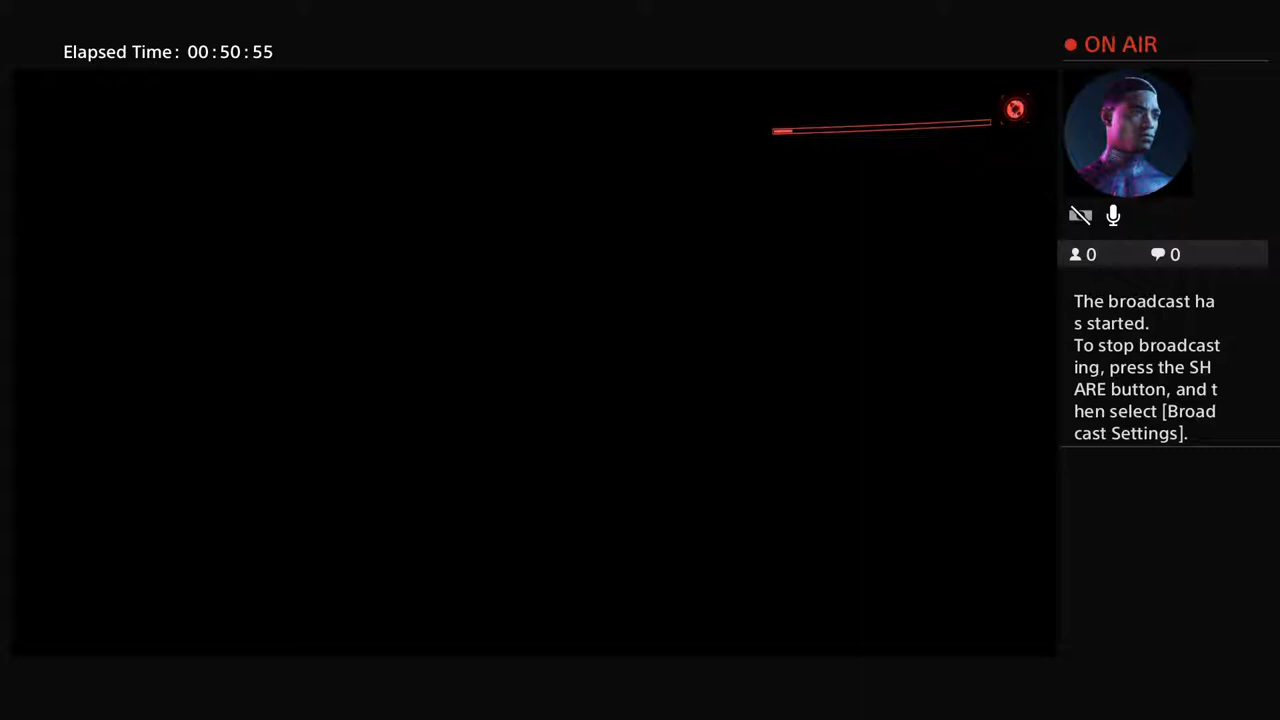 Elapsed Time: 00:50:55
ON AIR
0 0
The broadcast ha
s started.
To stop broadcast
ing, press the SH
ARE button, and t
hen select [Broad
cast Settings].